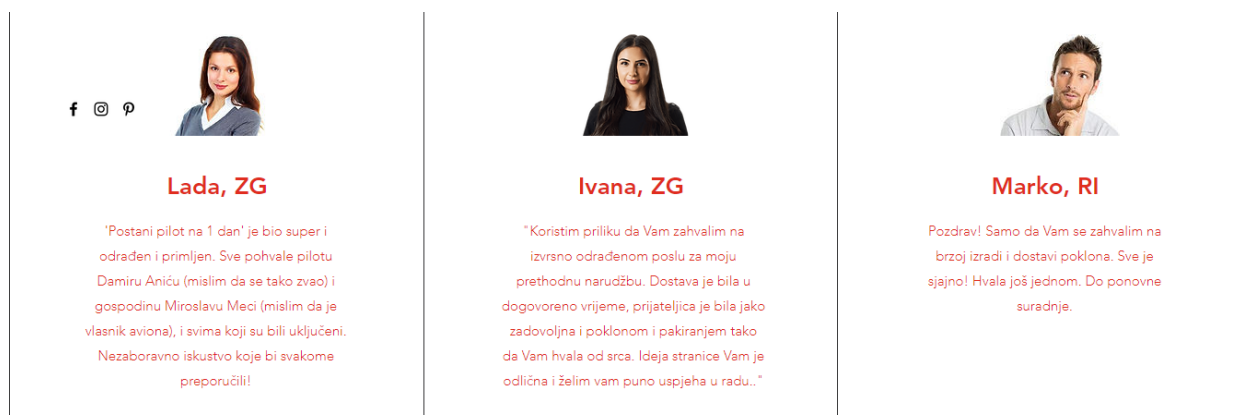 Lada, ZG
'Postani pilot na 1 dan' je bio super i
odrađen i primljen. Sve pohvale pilotu
Damiru Aniću (mislim da se tako zvao) i
gospodinu Miroslavu Meci (mislim da je
vlasnik aviona), i svima koji su bili uključeni.
Nezaboravno iskustvo koje bi svakome
preporučili!
Ivana, ZG
"Koristim priliku da Vam zahvalim na
izvrsno odrađenom poslu za moju
prethodnu narudžbu. Dostava je bila u
dogovoreno vrijeme, prijateljica je bila jako
zadovoljna i poklonom i pakiranjem tako
da Vam hvala od srca. Ideja stranice Vam je
odlična i želim vam puno uspjeha u radu.."
Marko, RI
Pozdrav! Samo da Vam se zahvalim na
brzoj izradi i dostavi poklona. Sve je
sjajno! Hvala još jednom. Do ponovne
suradnje.